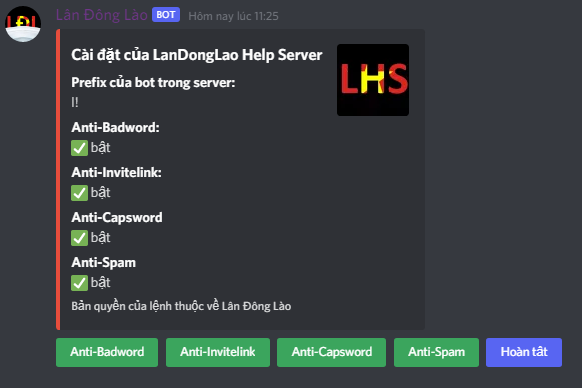 LĐL
Lân Đông Lào BOT Hôm nay lúc 11:25
Cài đặt của LanDongLao Help Server
LHS
Prefix của bot trong server:
l!
Anti-Badword:
✅ bật
Anti-Invitelink:
✅ bật
Anti-Capsword
✅ bật
Anti-Spam
✅ bật
Bản quyền của lệnh thuộc về Lân Đông Lào
Anti-Badword Anti-Invitelink Anti-Capsword Anti-Spam Hoàn tất